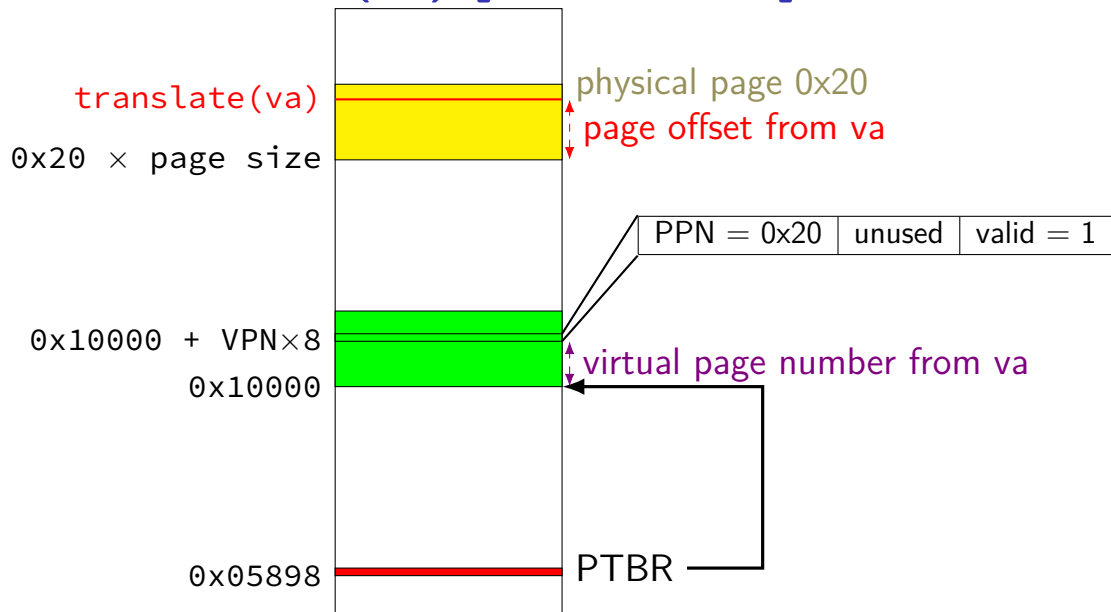 translate(va)
physical page 0x20
page offset from va
0x20 × page size
PPN = 0x20 unused valid = 1
0x10000 + VPN×8
virtual page number from va
0x10000
0x05898
PTBR